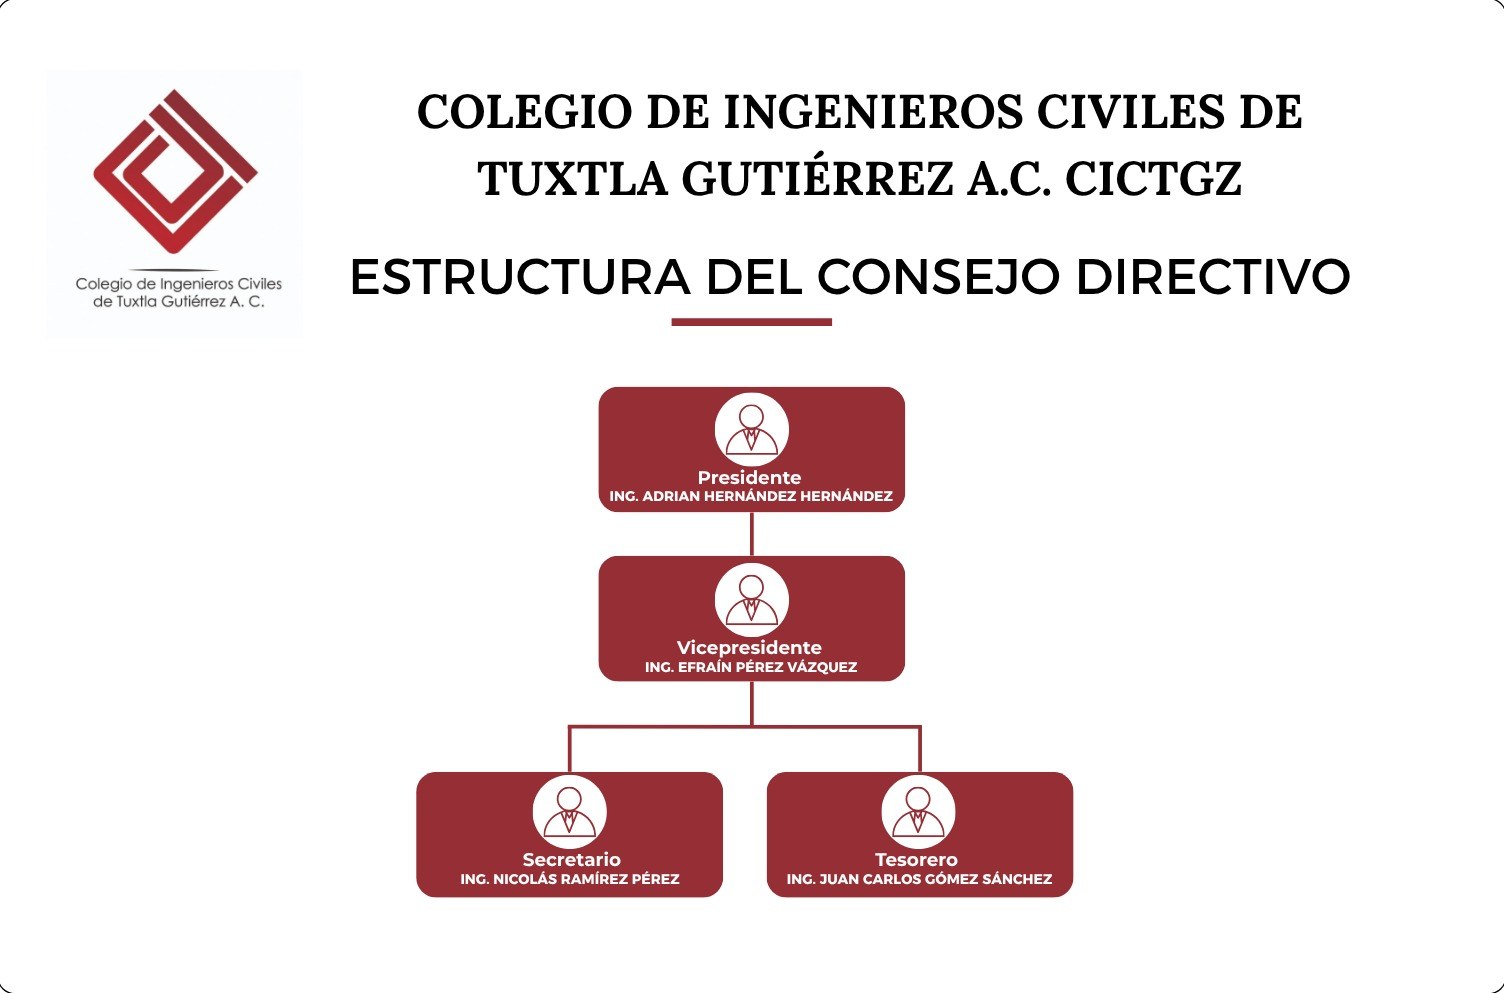 COLEGIO DE INGENIEROS CIVILES DE
TUXTLA GUTIÉRREZ A.C. CICTGZ
Colegio de Ingenieros Civiles
de Tuxtla Gutiérrez A. C.
ESTRUCTURA DEL CONSEJO DIRECTIVO
Presidente
ING. ADRIAN HERNÁNDEZ HERNÁNDEZ
Vicepresidente
ING. EFRAÍN PÉREZ VÁZQUEZ
Secretario
ING. NICOLÁS RAMÍREZ PÉREZ
Tesorero
ING. JUAN CARLOS GÓMEZ SÁNCHEZ